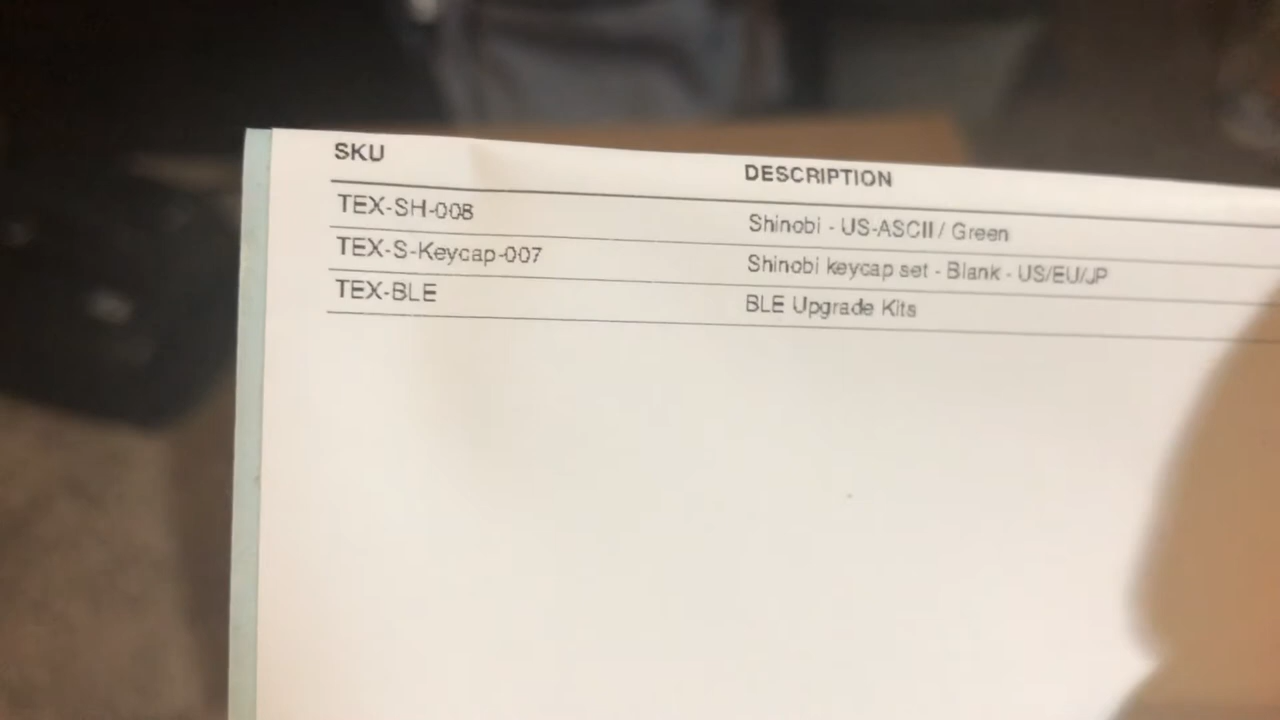 SKU DESCRIPTION
TEX-SH-008 Shinobi - US-ASCII / Green
TEX-S-Keycap-007 Shinobi keycap set - Blank - US/EU/JP
TEX-BLE BLE Upgrade Kits